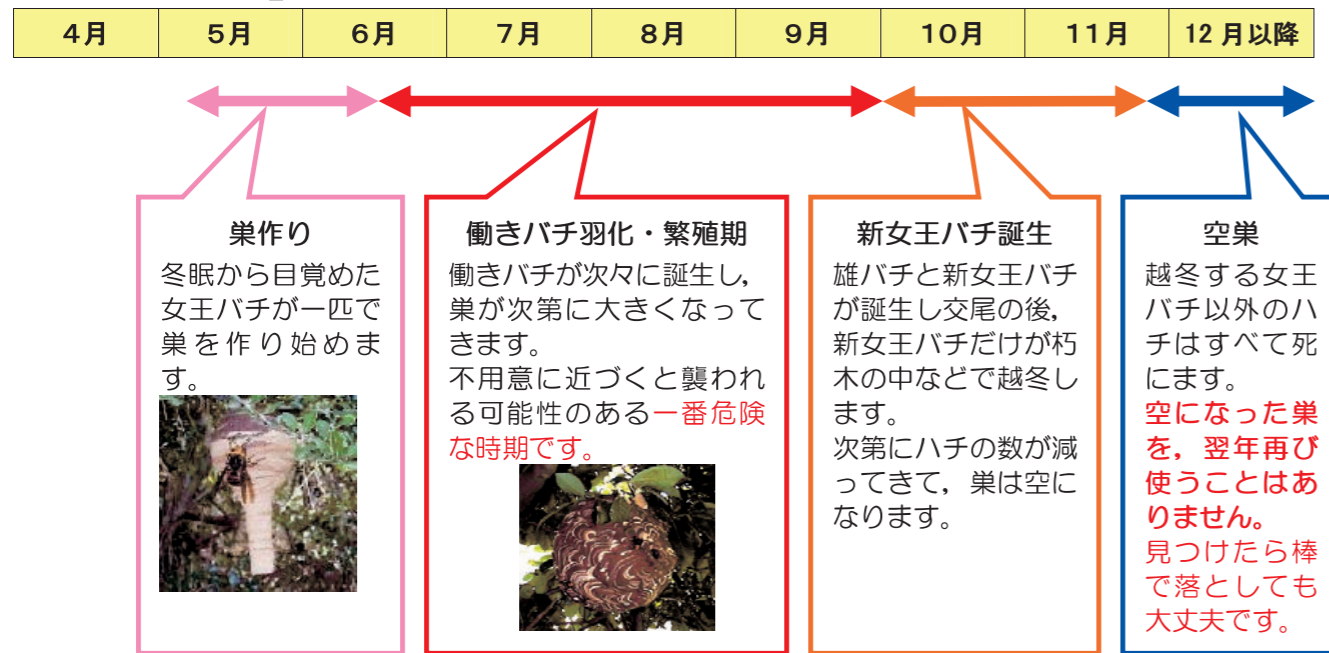 4月 5月 6月 7月 8月 9月 10月 11月 12月以降
巣作り
冬眠から目覚めた
女王バチが一匹で
巣を作り始めま
す。
働きバチ羽化・繁殖期
働きバチが次々に誕生し，
巣が次第に大きくなって
きます。
不用意に近づくと襲われ
る可能性のある一番危険
な時期です。
新女王バチ誕生
雄バチと新女王バチ
が誕生し交尾の後，
新女王バチだけが朽
木の中などで越冬し
ます。
次第にハチの数が減
ってきて，巣は空に
なります。
空巣
越冬する女王
バチ以外のハ
チはすべて死
にます。
空になった巣
を，翌年再び
使うことはあ
りません。
見つけたら棒
で落としても
大丈夫です。